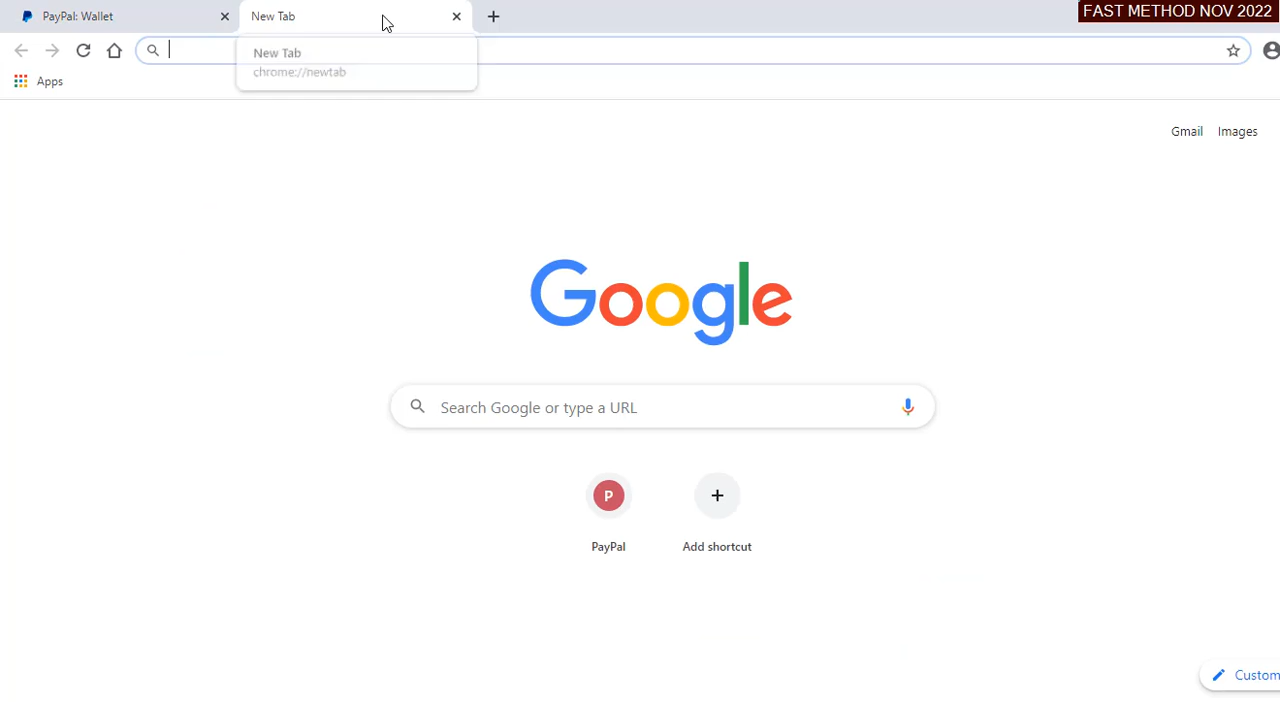 PayPal: Wallet
New Tab
FAST METHOD NOV 2022
New Tab
chrome://newtab
Apps
Gmail Images
Google
Search Google or type a URL
P
PayPal
Add shortcut
Custom